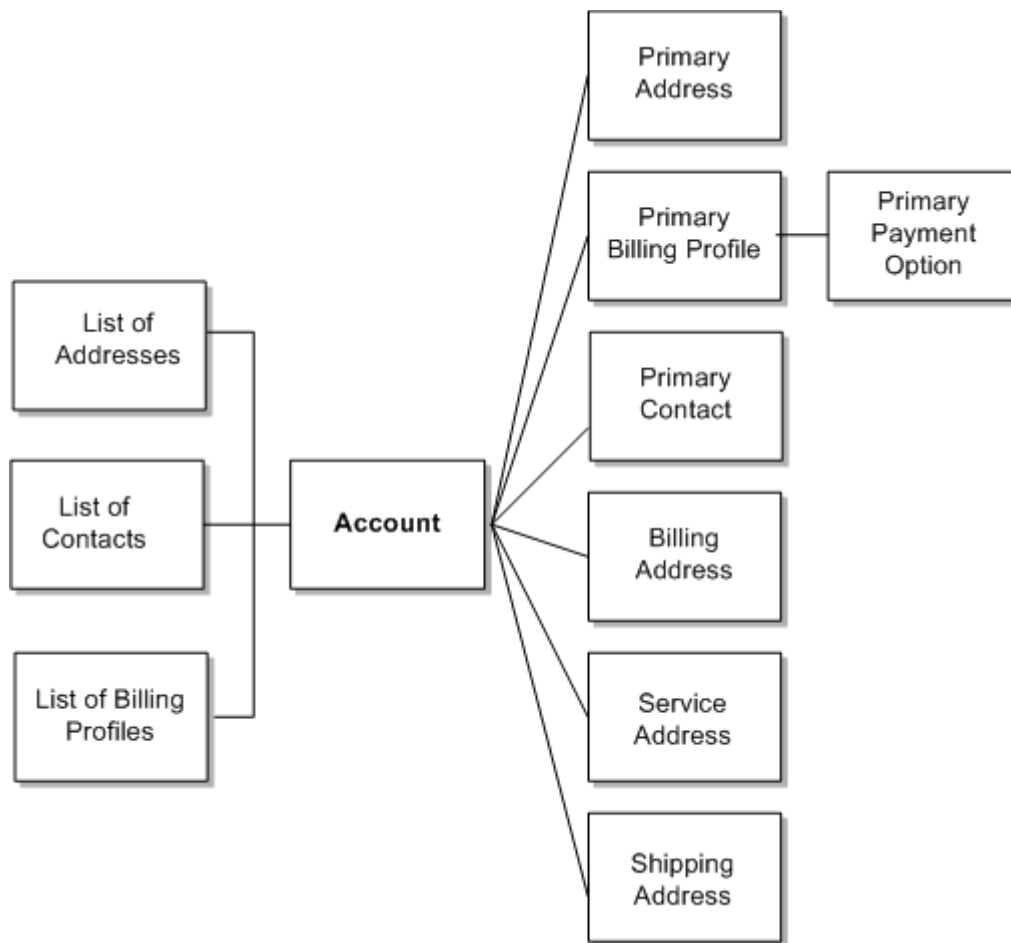 Primary
Address
Primary
Billing Profile
Primary
Payment
Option
List of
Addresses
Primary
Contact
List of
Contacts
Account
Billing
Address
List of Billing
Profiles
Service
Address
Shipping
Address